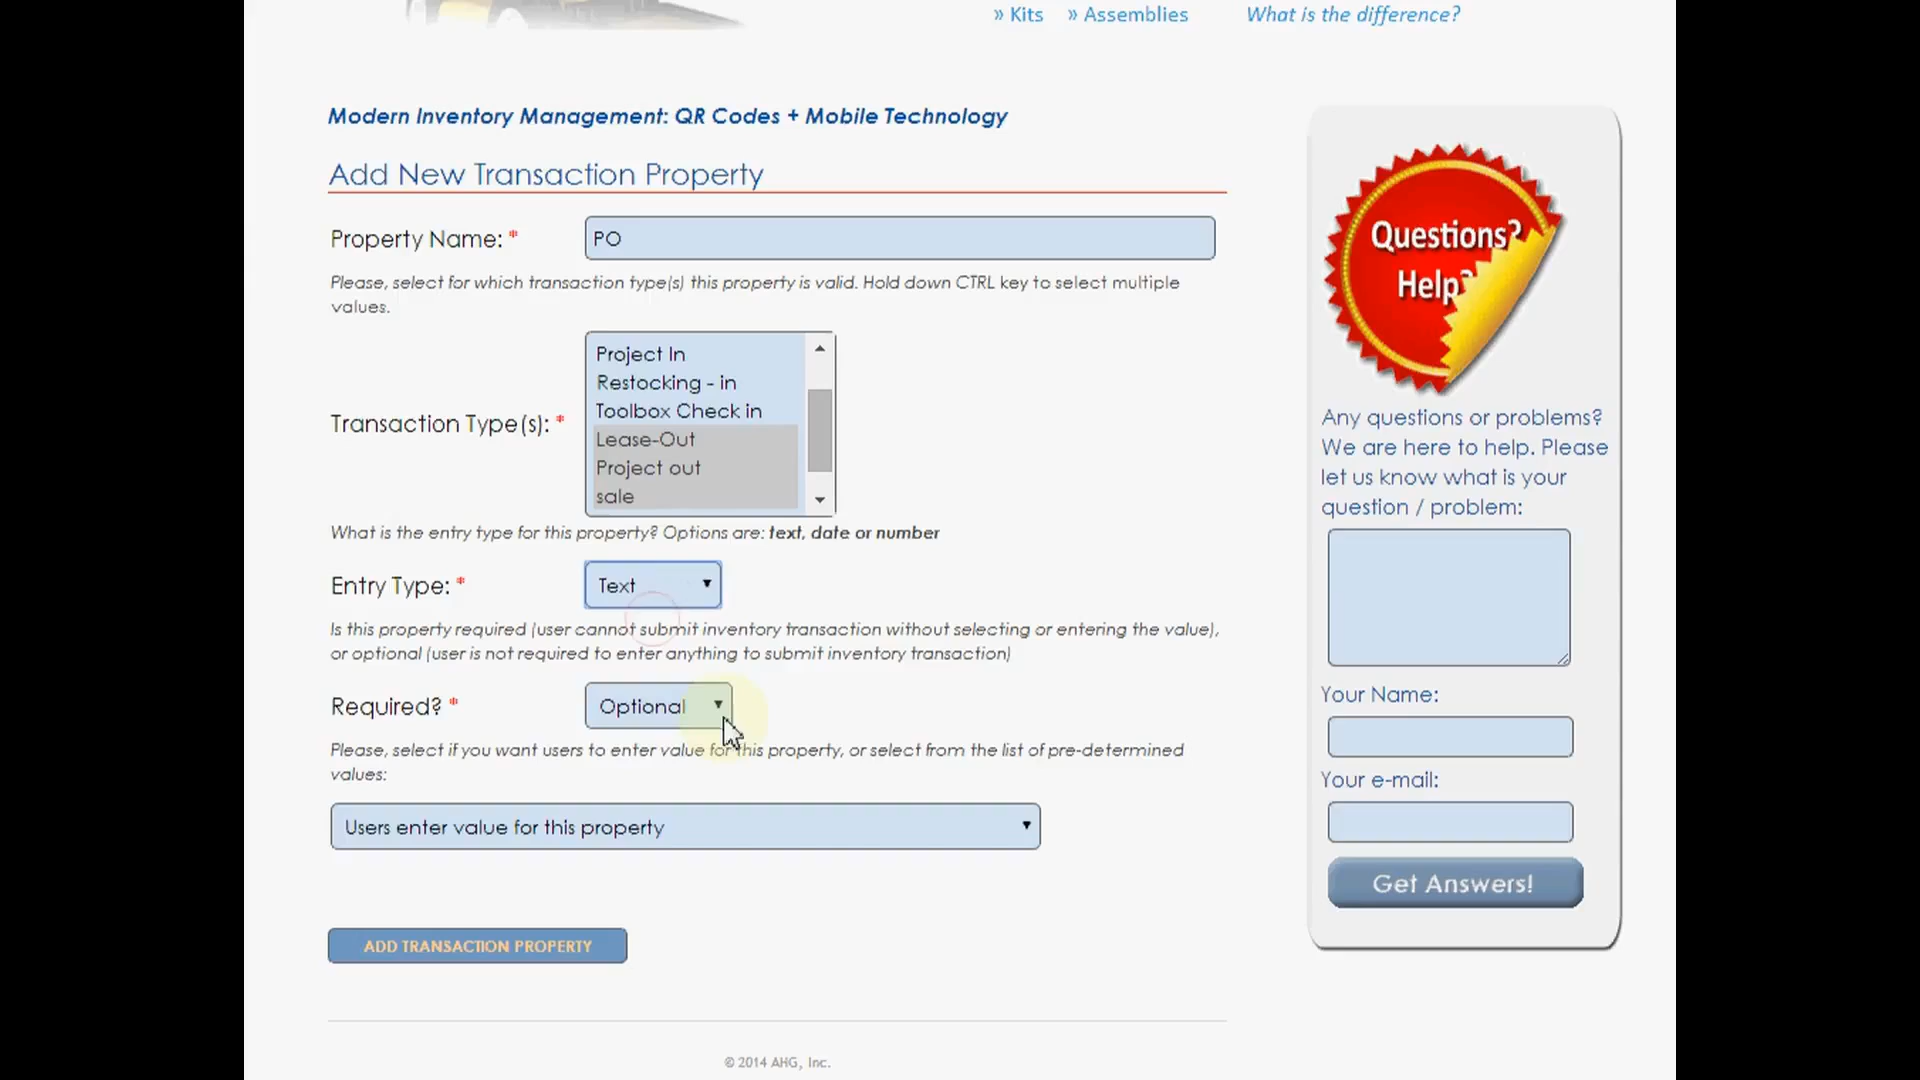 » Kits » Assemblies What is the difference?
Modern Inventory Management: QR Codes + Mobile Technology
Add New Transaction Property
Property Name: * PO
Please, select for which transaction type(s) this property is valid. Hold down CTRL key to select multiple
values.
Transaction Type(s): *
Project In
Restocking - in
Toolbox Check in
Lease-Out
Project out
sale
What is the entry type for this property? Options are: text, date or number
Entry Type: * Text
Is this property required (user cannot submit inventory transaction without selecting or entering the value),
or optional (user is not required to enter anything to submit inventory transaction)
Required? * Optional
Please, select if you want users to enter value for this property, or select from the list of pre-determined
values:
Users enter value for this property
ADD TRANSACTION PROPERTY
Questions?
Help?
Any questions or problems?
We are here to help. Please
let us know what is your
question / problem:
Your Name:
Your e-mail:
Get Answers!
© 2014 AHG, Inc.